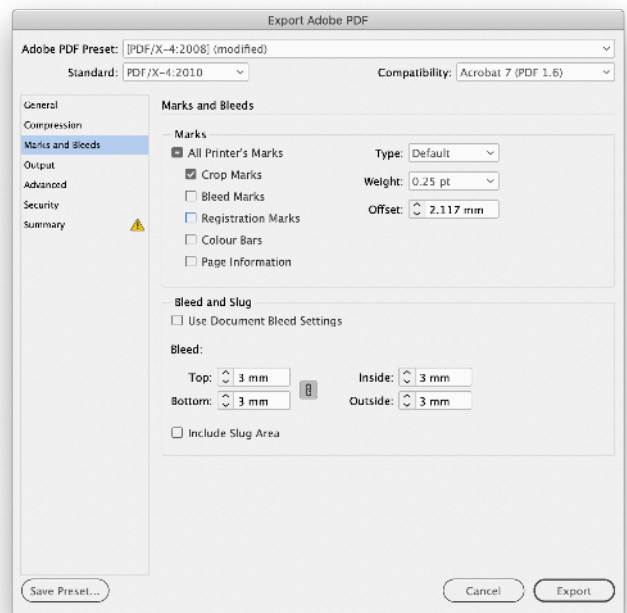 Export Adobe PDF
Adobe PDF Preset: [PDF/X-4:2008] (modified)
Standard: PDF/X-4:2010 Compatibility: Acrobat 7 (PDF 1.6)
General
Compression
Marks and Bleeds
Output
Advanced
Security
Summary
Marks and Bleeds
Marks
All Printer's Marks
Crop Marks
Bleed Marks
Registration Marks
Colour Bars
Page Information
Type: Default
Weight: 0.25 pt
Offset: 2.117 mm
Bleed and Slug
Use Document Bleed Settings
Bleed:
Top: 3 mm Inside: 3 mm
Bottom: 3 mm Outside: 3 mm
Include Slug Area
Save Preset... Cancel Export